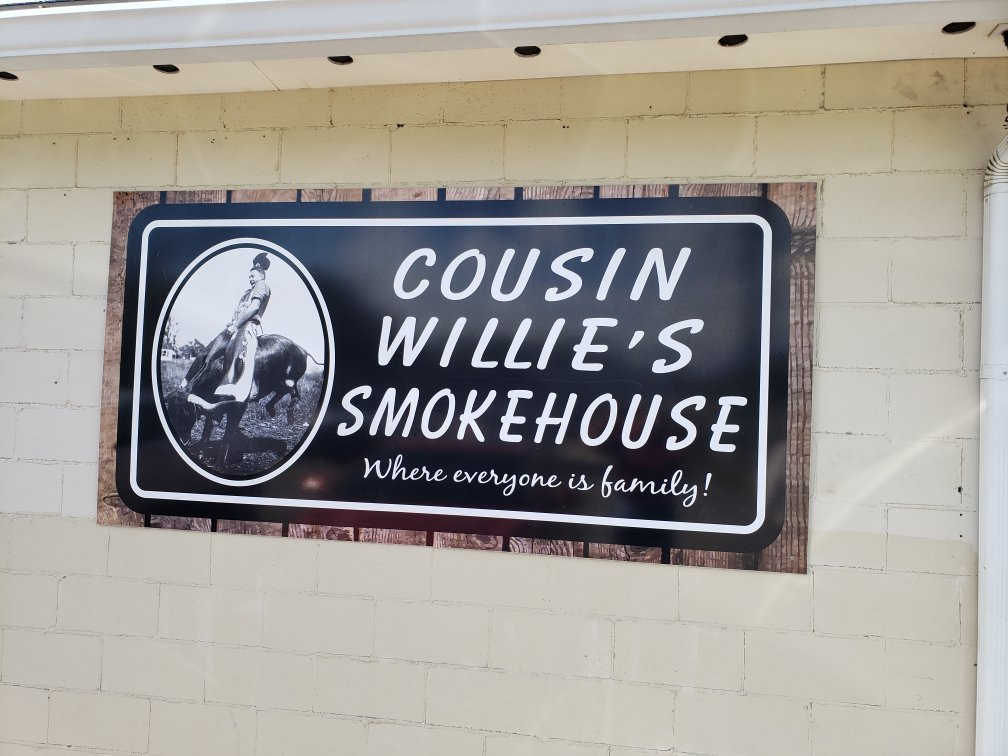 COUSIN
WILLIE'S
SMOKEHOUSE
Where everyone is family!